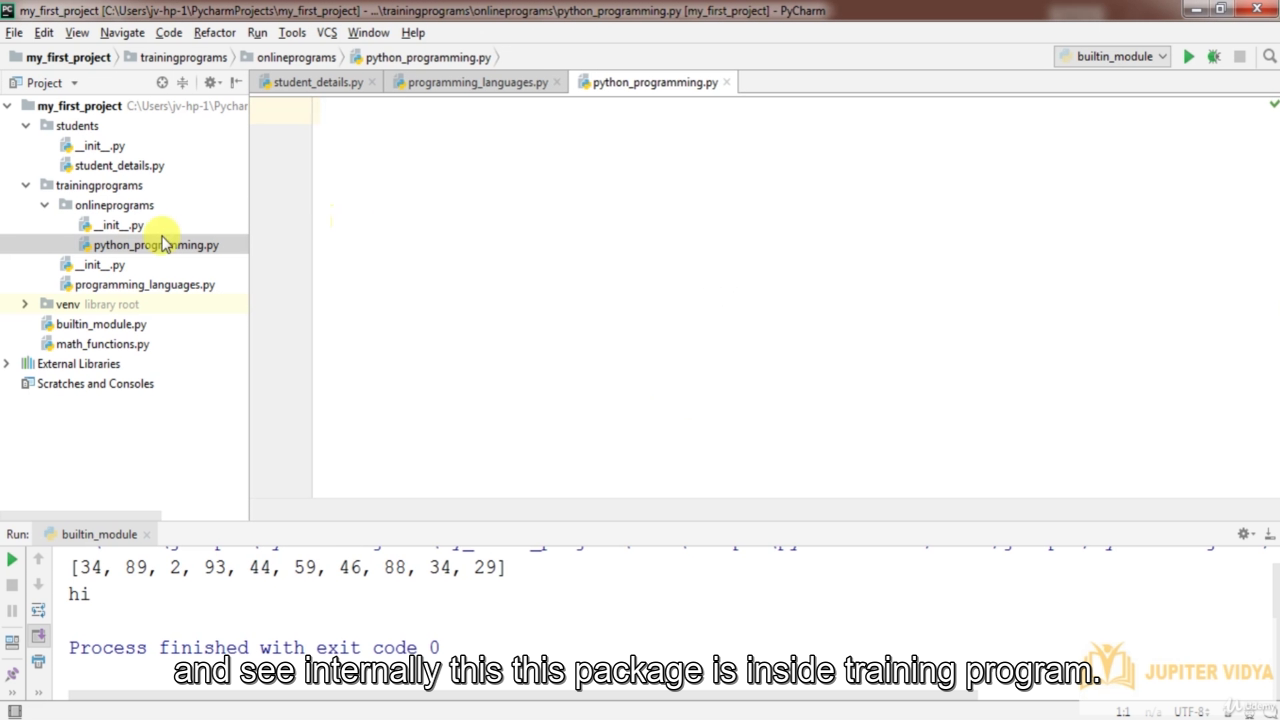 my_first_project [C:\Users\jv-hp-1\PycharmProjects\my_first_project] - ...\trainingprograms\onlineprograms\python_programming.py [my_first_project] - PyCharm
File Edit View Navigate Code Refactor Run Tools VCS Window Help
my_first_project trainingprograms onlineprograms python_programming.py builtin_module
Project student_details.py programming_languages.py python_programming.py
my_first_project C:\Users\jv-hp-1\Pychar
students
__init__.py
student_details.py
trainingprograms
onlineprograms
__init__.py
python_programming.py
__init__.py
programming_languages.py
venv library root
builtin_module.py
math_functions.py
External Libraries
Scratches and Consoles
Run: builtin_module
[34, 89, 2, 93, 44, 59, 46, 88, 34, 29]
hi
Process finished with exit code 0
and see internally this this package is inside training program.
JUPITER VIDYA
1:1 n/a UTF-8